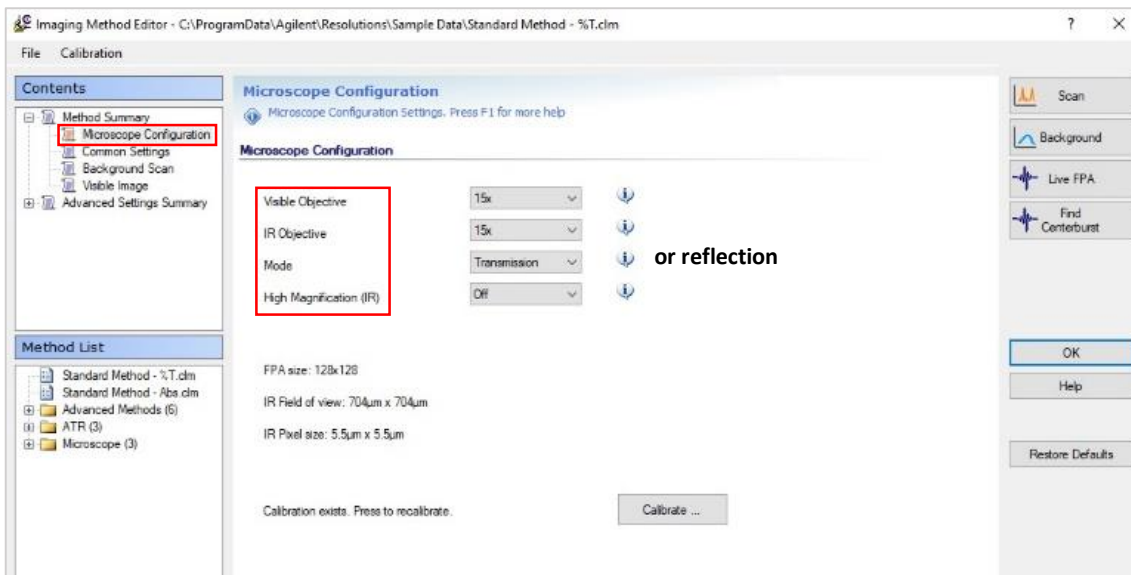 Imaging Method Editor - C:\ProgramData\Agilent\Resolutions\Sample Data\Standard Method - %T.clm
? ×
File Calibration
Contents
Method Summary
Microscope Configuration
Common Settings
Background Scan
Visible Image
Advanced Settings Summary
Method List
Standard Method - %T.clm
Standard Method - Abs.clm
Advanced Methods (6)
ATR (3)
Microscope (3)
Microscope Configuration
Microscope Configuration Settings. Press F1 for more help
Microscope Configuration
Visible Objective 15x
IR Objective 15x
Mode Transmission or reflection
High Magnification (IR) Off
FPA size: 128x128
IR Field of view: 704µm x 704µm
IR Pixel size: 5.5µm x 5.5µm
Calibration exists. Press to recalibrate. Calibrate ...
Scan
Background
Live FPA
Find
Centerburst
OK
Help
Restore Defaults